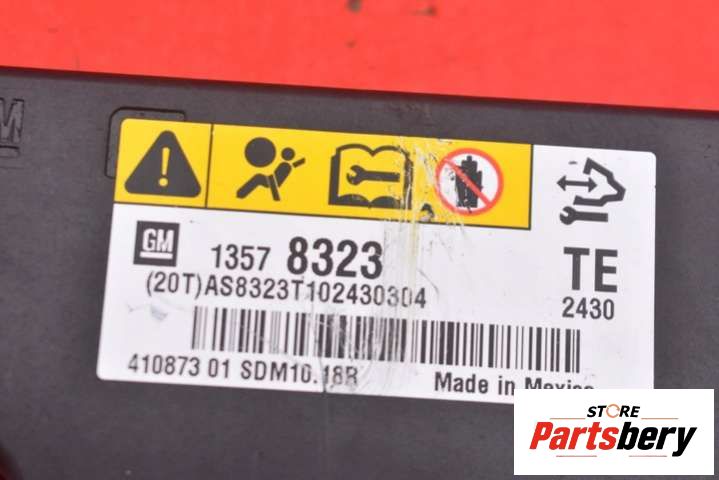 GM
1357 8323
TE
(20T)AS8323T102430304
2430
410873 01 SDM10.18R
Made in Mexico
STORE
Partsbery